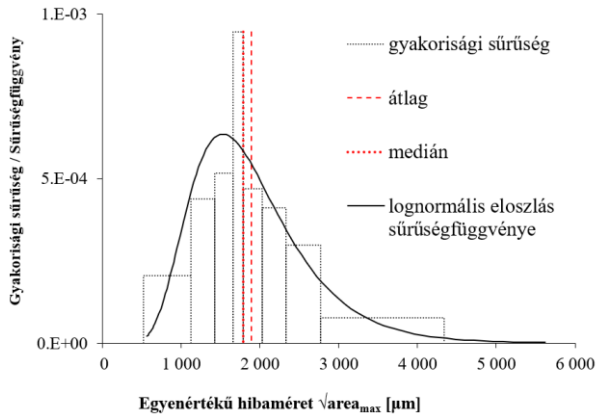 1.E-03
5.E-04
0.E+00
Gyakorisági sűrűség / Sűrűségfüggvény
gyakorisági sűrűség
átlag
medián
lognormális eloszlás
sűrűségfüggvénye
0
1 000
2 000
3 000
4 000
5 000
6 000
Egyenértékű hibaméret √areamax [μm]